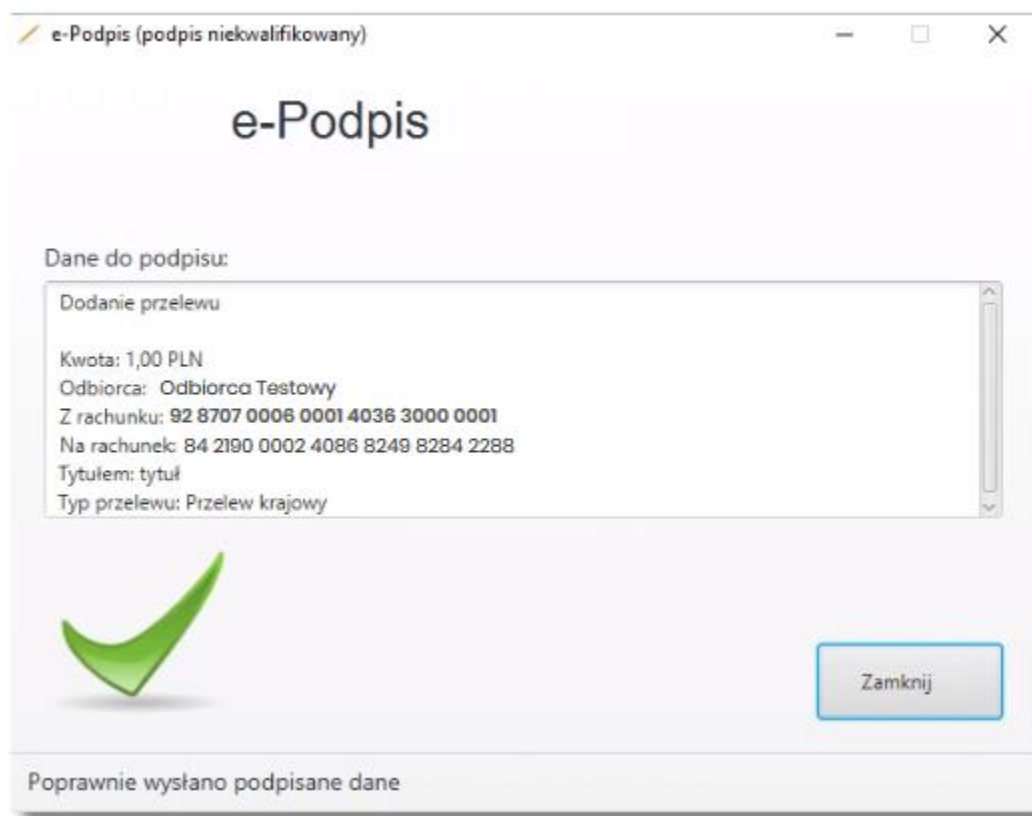 e-Podpis (podpis niekwalifikowany)
e-Podpis
Dane do podpisu:
Dodanie przelewu
Kwota: 1,00 PLN
Odbiorca: Odbiorca Testowy
Z rachunku: 92 8707 0006 0001 4036 3000 0001
Na rachunek: 84 2190 0002 4086 8249 8284 2288
Tytułem: tytuł
Typ przelewu: Przelew krajowy
Zamknij
Poprawnie wysłano podpisane dane